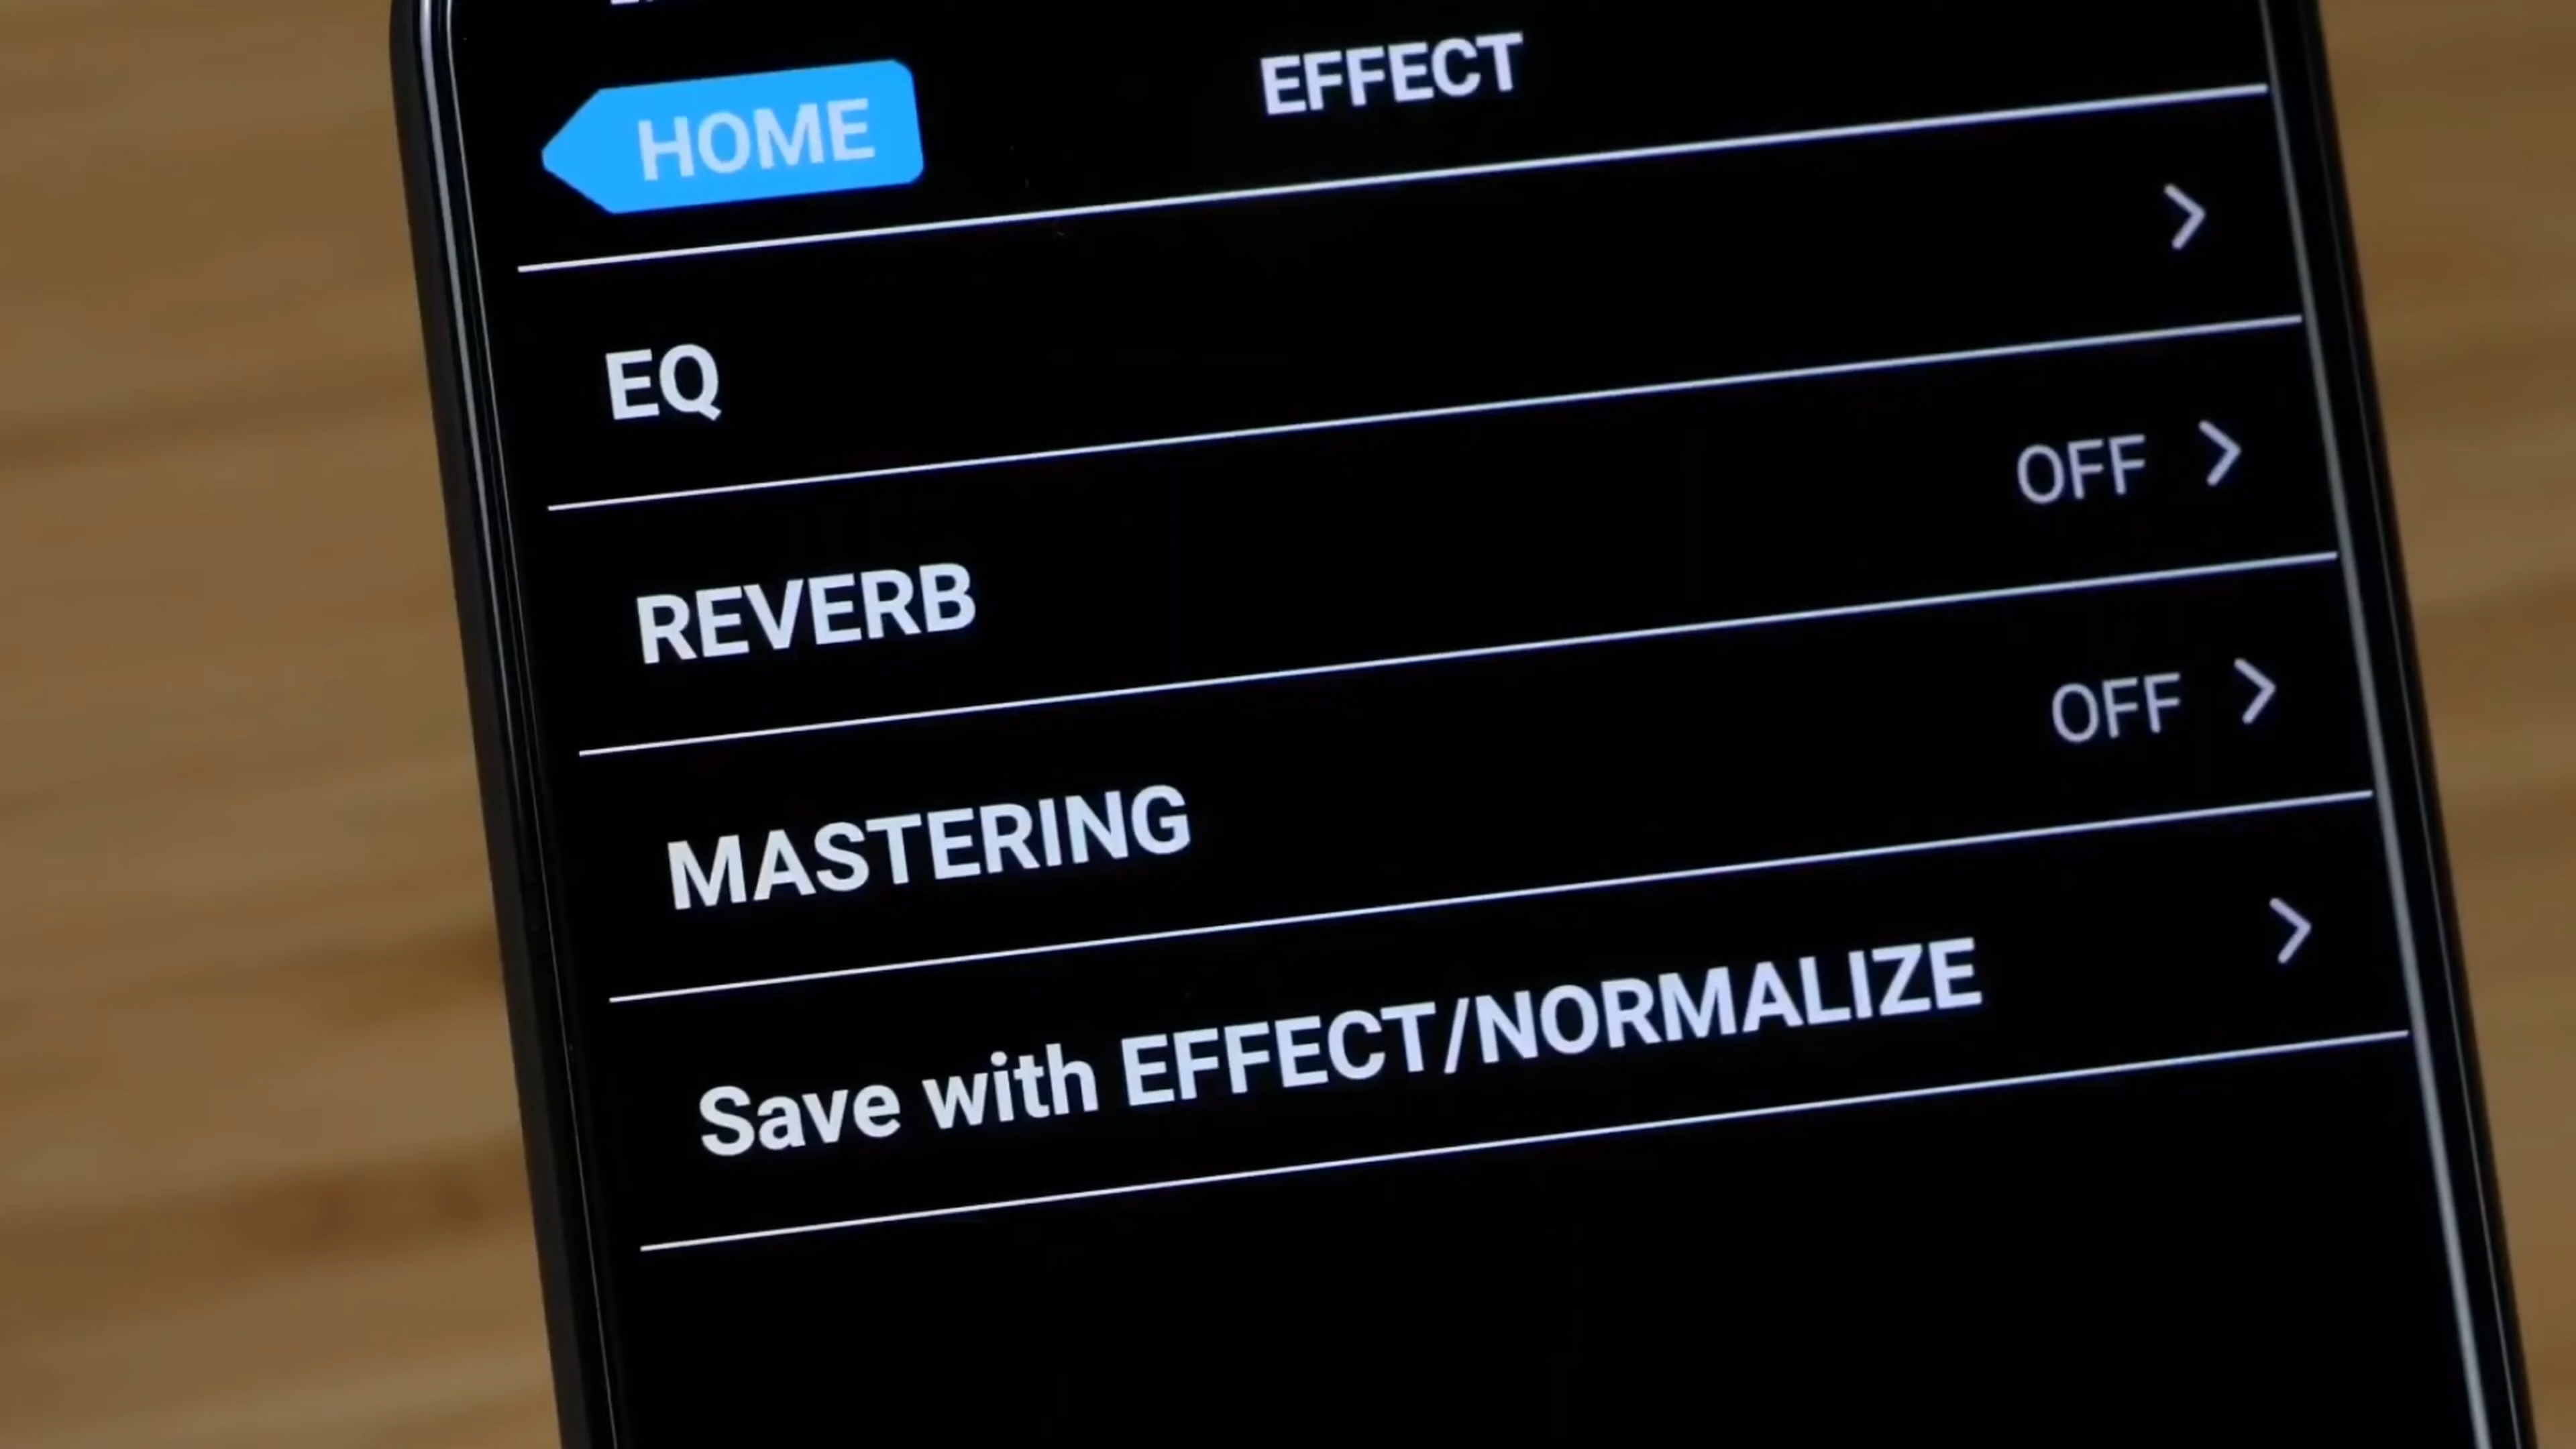 HOME
EFFECT
EQ
REVERB
OFF
MASTERING
OFF
Save with EFFECT/NORMALIZE